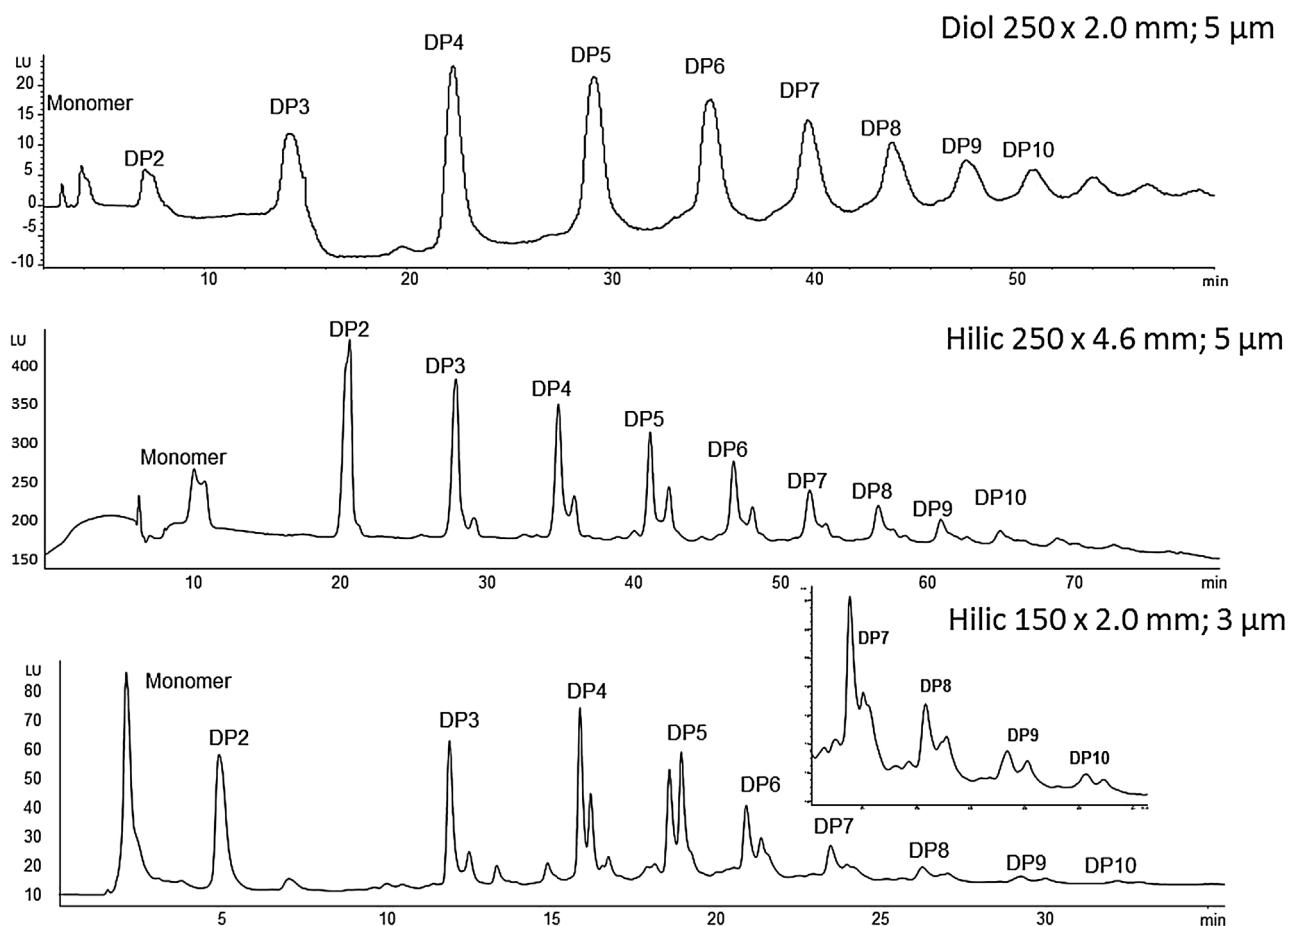 Diol 250 x 2.0 mm; 5 µm
LU
20
15
10
5
0
-5
-10
Monomer
DP2
DP3
DP4
DP5
DP6
DP7
DP8
DP9
DP10
10
20
30
40
50
min
Hilic 250 x 4.6 mm; 5 µm
LU
400
350
300
250
200
150
Monomer
DP2
DP3
DP4
DP5
DP6
DP7
DP8
DP9
DP10
10
20
30
40
50
60
70
min
Hilic 150 x 2.0 mm; 3 µm
DP7
DP8
DP9
DP10
LU
80
70
60
50
40
30
20
10
Monomer
DP2
DP3
DP4
DP5
DP6
DP7
DP8
DP9
DP10
5
10
15
20
25
30
min